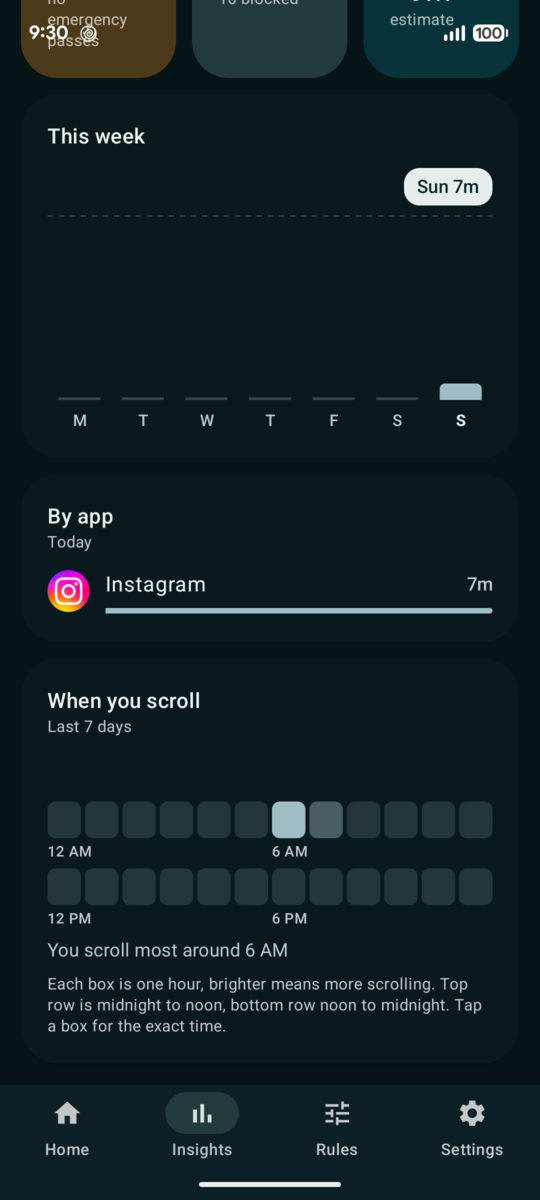 emergency
9:30
passes
estimate
100
This week
Sun 7m
M T W T F S S
By app
Today
Instagram 7m
When you scroll
Last 7 days
12 AM 6 AM
12 PM 6 PM
You scroll most around 6 AM
Each box is one hour, brighter means more scrolling. Top
row is midnight to noon, bottom row noon to midnight. Tap
a box for the exact time.
Home Insights Rules Settings